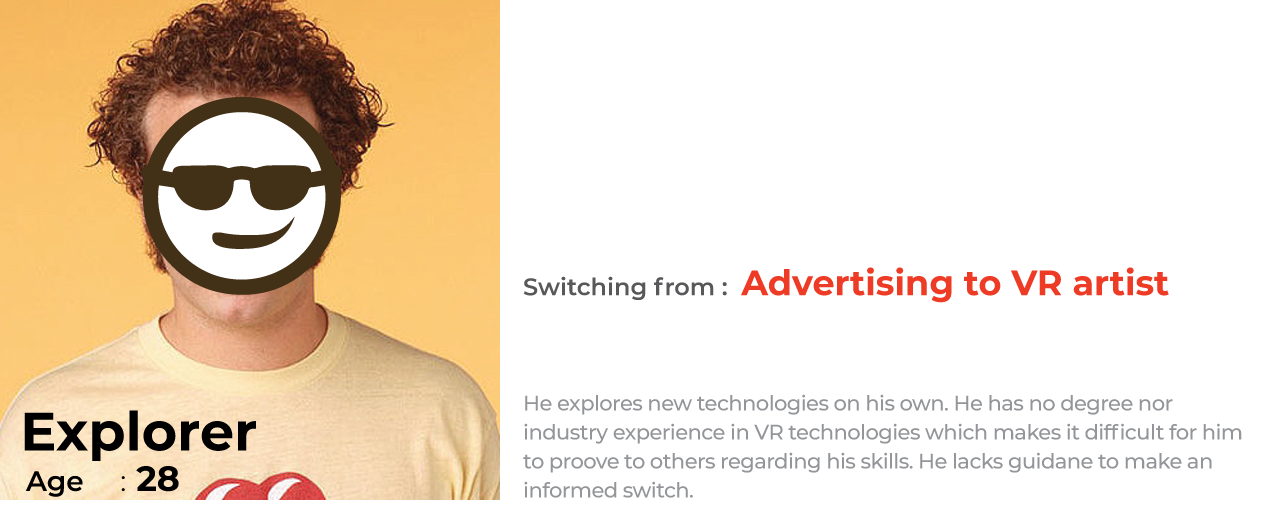 Switching from : Advertising to VR artist
He explores new technologies on his own. He has no degree nor
industry experience in VR technologies which makes it difficult for him
to proove to others regarding his skills. He lacks guidane to make an
informed switch.
Explorer
Age : 28